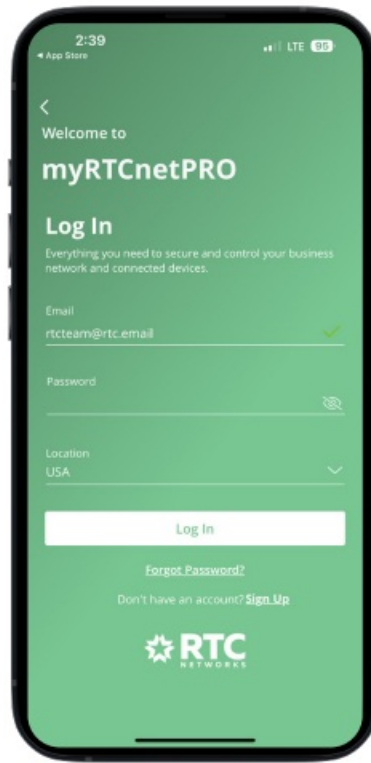 2:39
LTE 95
App Store
Welcome to
myRTCnetPRO
Log In
Everything you need to secure and control your business
network and connected devices.
Email
rtcteam@rtc.email
Password
Location
USA
Log In
Forgot Password?
Don't have an account? Sign Up
RTC
NETWORKS